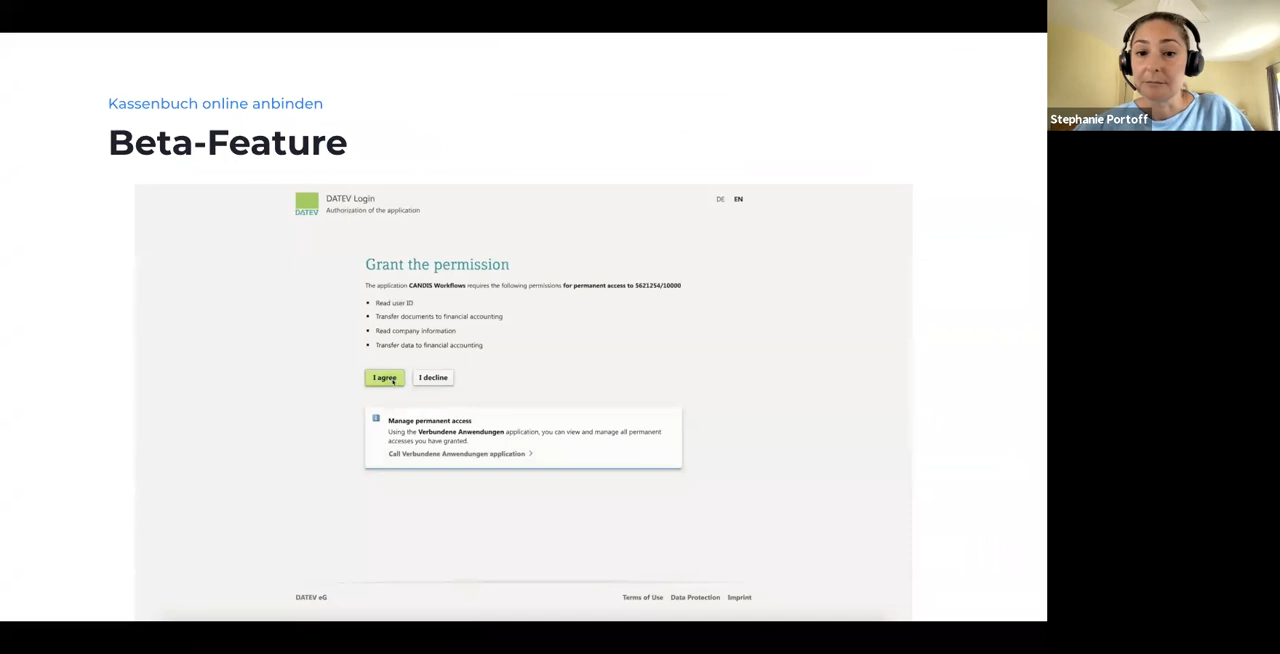 Kassenbuch online anbinden
Beta-Feature
DATEV
DATEV Login
Authorization of the application
DE EN
Grant the permission
The application CANDIS Workflows requires the following permissions for permanent access to 5621254/10000
Read user ID
Transfer documents to financial accounting
Read company information
Transfer data to financial accounting
I agree I decline
Manage permanent access
Using the Verbundene Anwendungen application, you can view and manage all permanent
accesses you have granted.
Call Verbundene Anwendungen application
DATEV eG
Terms of Use Data Protection Imprint
Stephanie Portoff